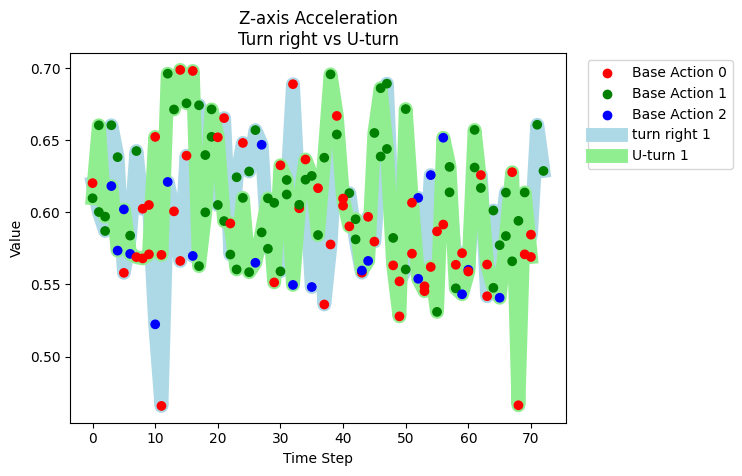 Z-axis Acceleration
Turn right vs U-turn
Value
0.70
0.65
0.60
0.55
0.50
0
10
20
30
40
50
60
70
Time Step
Base Action 0
Base Action 1
Base Action 2
turn right 1
U-turn 1